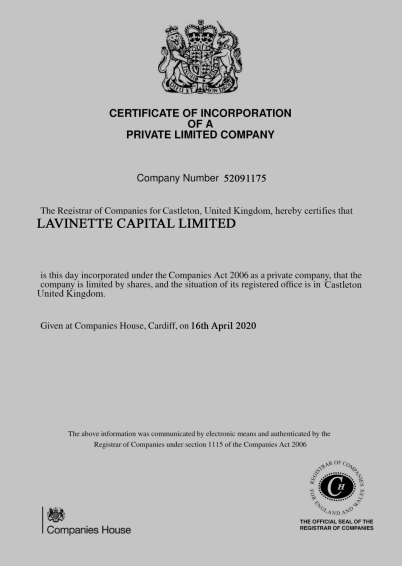 CERTIFICATE OF INCORPORATION
OF A
PRIVATE LIMITED COMPANY
Company Number 52091175
The Registrar of Companies for Castleton, United Kingdom, hereby certifies that
LAVINETTE CAPITAL LIMITED
is this day incorporated under the Companies Act 2006 as a private company, that the
company is limited by shares, and the situation of its registered office is in Castleton
United Kingdom.
Given at Companies House, Cardiff, on 16th April 2020
The above information was communicated by electronic means and authenticated by the
Registrar of Companies under section 1115 of the Companies Act 2006
REGISTRAR OF COMPANIES
FOR ENGLAND AND WALES
CH
Companies House
THE OFFICIAL SEAL OF THE
REGISTRAR OF COMPANIES